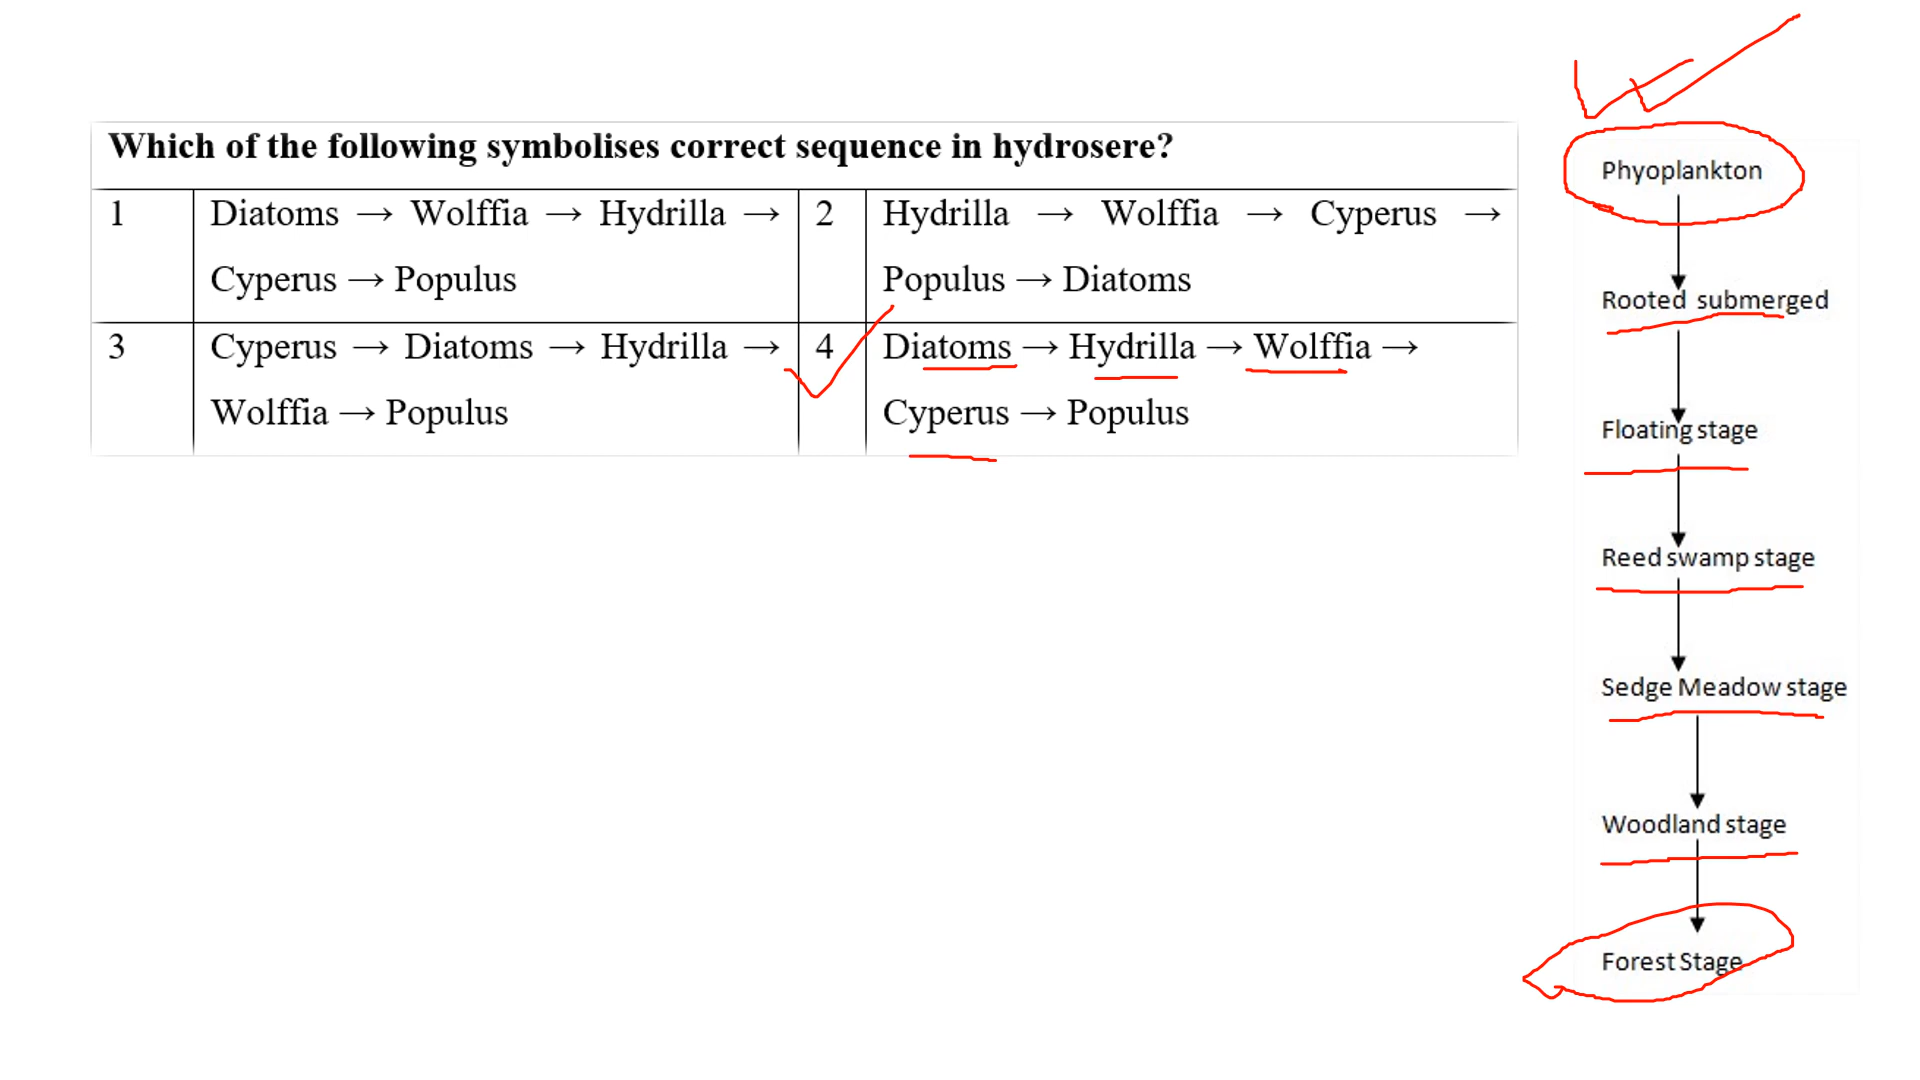 Which of the following symbolises correct sequence in hydrosere?
1 Diatoms → Wolffia → Hydrilla → 2 Hydrilla → Wolffia → Cyperus →
Cyperus → Populus Populus → Diatoms
3 Cyperus → Diatoms → Hydrilla → 4 Diatoms → Hydrilla → Wolffia →
Wolffia → Populus Cyperus → Populus
Phyoplankton
Rooted submerged
Floating stage
Reed swamp stage
Sedge Meadow stage
Woodland stage
Forest Stage